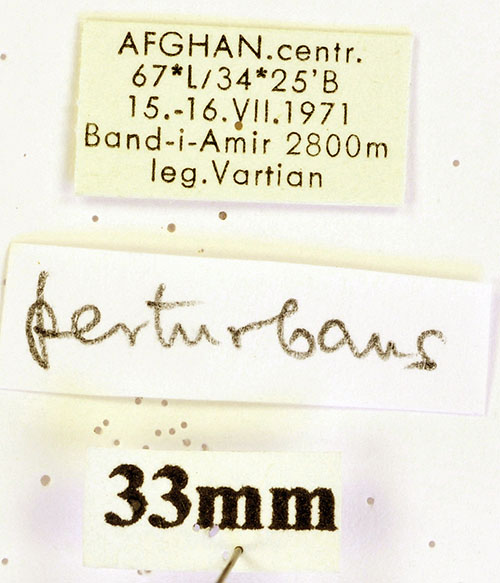 AFGHAN.centr.
67*L/34*25'B
15.-16.VII.1971
Band-i-Amir 2800m
leg.Vartian
perturbans
33mm